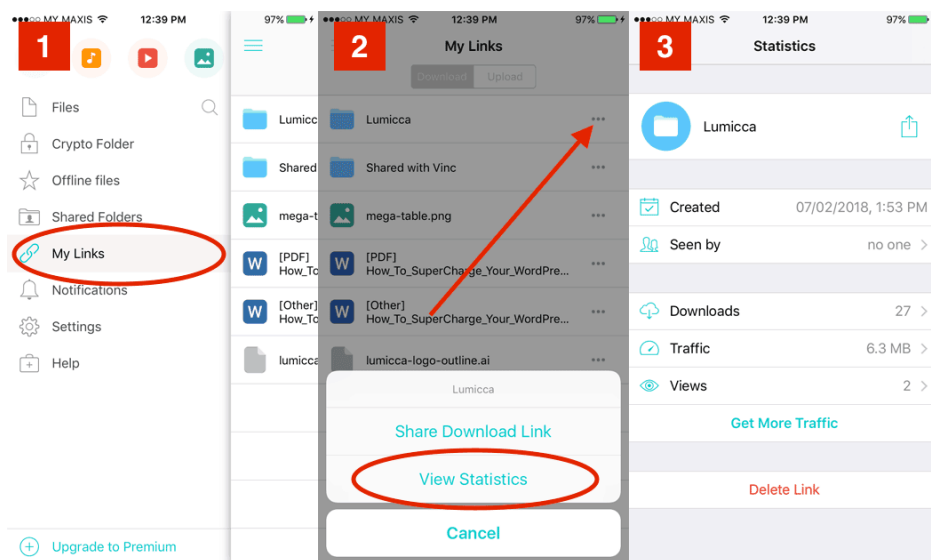 MY MAXIS 12:39 PM 97%
1
Files
Crypto Folder
Offline files
Shared Folders
My Links
Notifications
Settings
Help
Upgrade to Premium
Lumicc
Shared
mega-t
W [PDF]
How_To
W [Other]
How_To
lumicca
MY MAXIS 12:39 PM 97%
2
My Links
Download Upload
Lumicca
Shared with Vinc
mega-table.png
W [PDF]
How_To_SuperCharge_Your_WordPre...
W [Other]
How_To_SuperCharge_Your_WordPre...
lumicca-logo-outline.ai
Lumicca
Share Download Link
View Statistics
Cancel
MY MAXIS 12:39 PM 97%
3
Statistics
Lumicca
Created 07/02/2018, 1:53 PM
Seen by no one
Downloads 27
Traffic 6.3 MB
Views 2
Get More Traffic
Delete Link